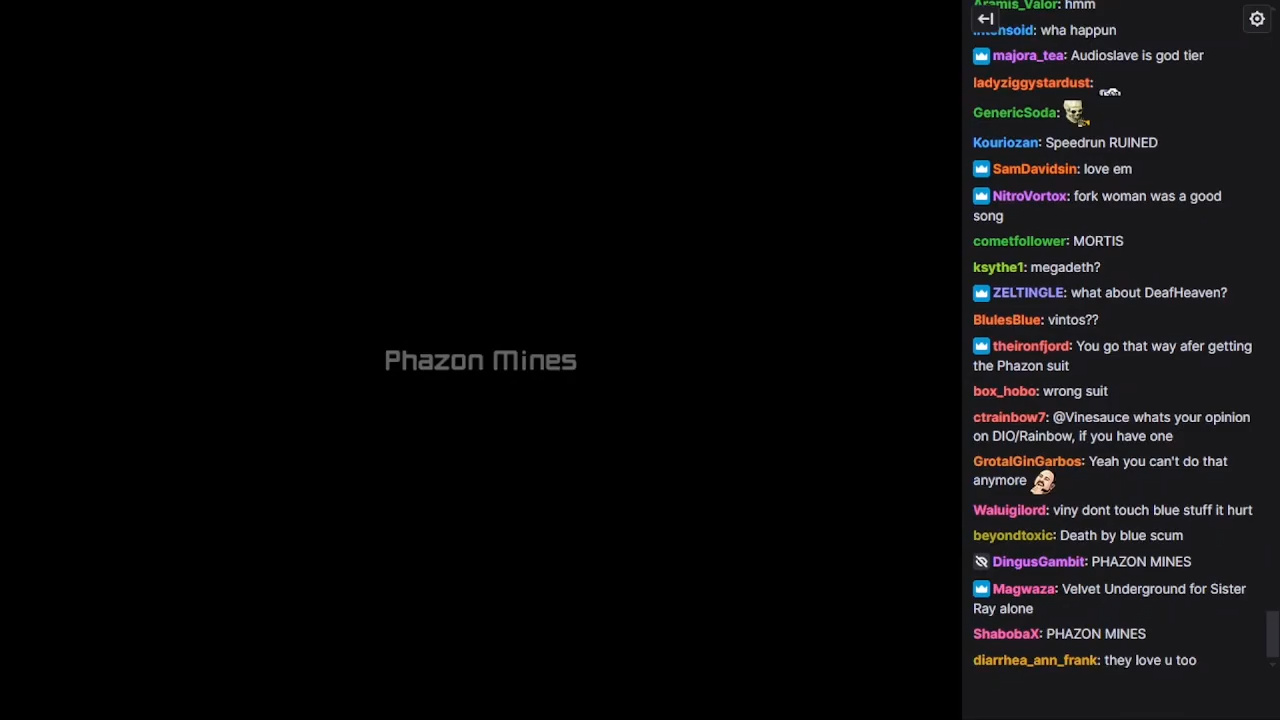 Phazon Mines
Aramis_Valor: hmm
intensoid: wha happun
majora_tea: Audioslave is god tier
ladyziggystardust:
GenericSoda:
Kouriozan: Speedrun RUINED
SamDavidsin: love em
NitroVortox: fork woman was a good
song
cometfollower: MORTIS
ksythe1: megadeth?
ZELTINGLE: what about DeafHeaven?
BlulesBlue: vintos??
theironfjord: You go that way afer getting
the Phazon suit
box_hobo: wrong suit
ctrainbow7: @Vinesauce whats your opinion
on DIO/Rainbow, if you have one
GrotalGinGarbos: Yeah you can't do that
anymore
Waluigilord: viny dont touch blue stuff it hurt
beyondtoxic: Death by blue scum
DingusGambit: PHAZON MINES
Magwaza: Velvet Underground for Sister
Ray alone
ShabobaX: PHAZON MINES
diarrhea_ann_frank: they love u too